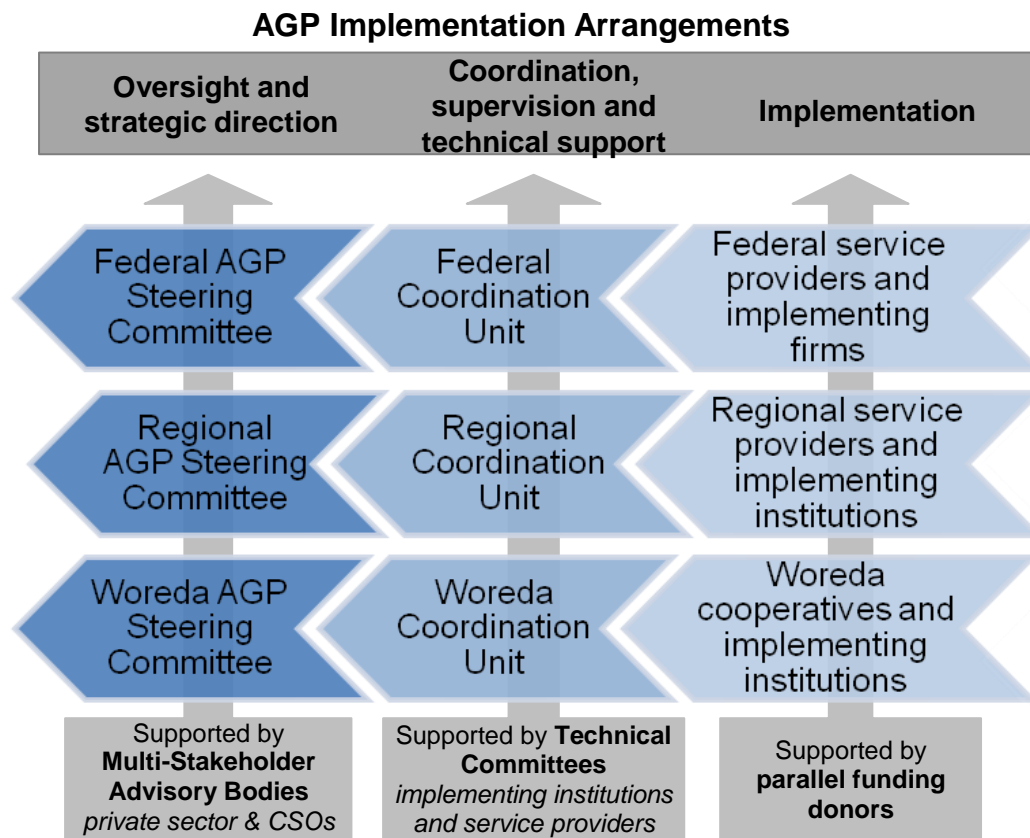 AGP Implementation Arrangements
Oversight and
strategic direction
Coordination,
supervision and
technical support
Implementation
Federal AGP
Steering
Committee
Federal
Coordination
Unit
Federal service
providers and
implementing
firms
Regional
AGP Steering
Committee
Regional
Coordination
Unit
Regional service
providers and
implementing
institutions
Woreda AGP
Steering
Committee
Woreda
Coordination
Unit
Woreda
cooperatives and
implementing
institutions
Supported by
Multi-Stakeholder
Advisory Bodies
private sector & CSOs
Supported by Technical
Committees
implementing institutions
and service providers
Supported by
parallel funding
donors